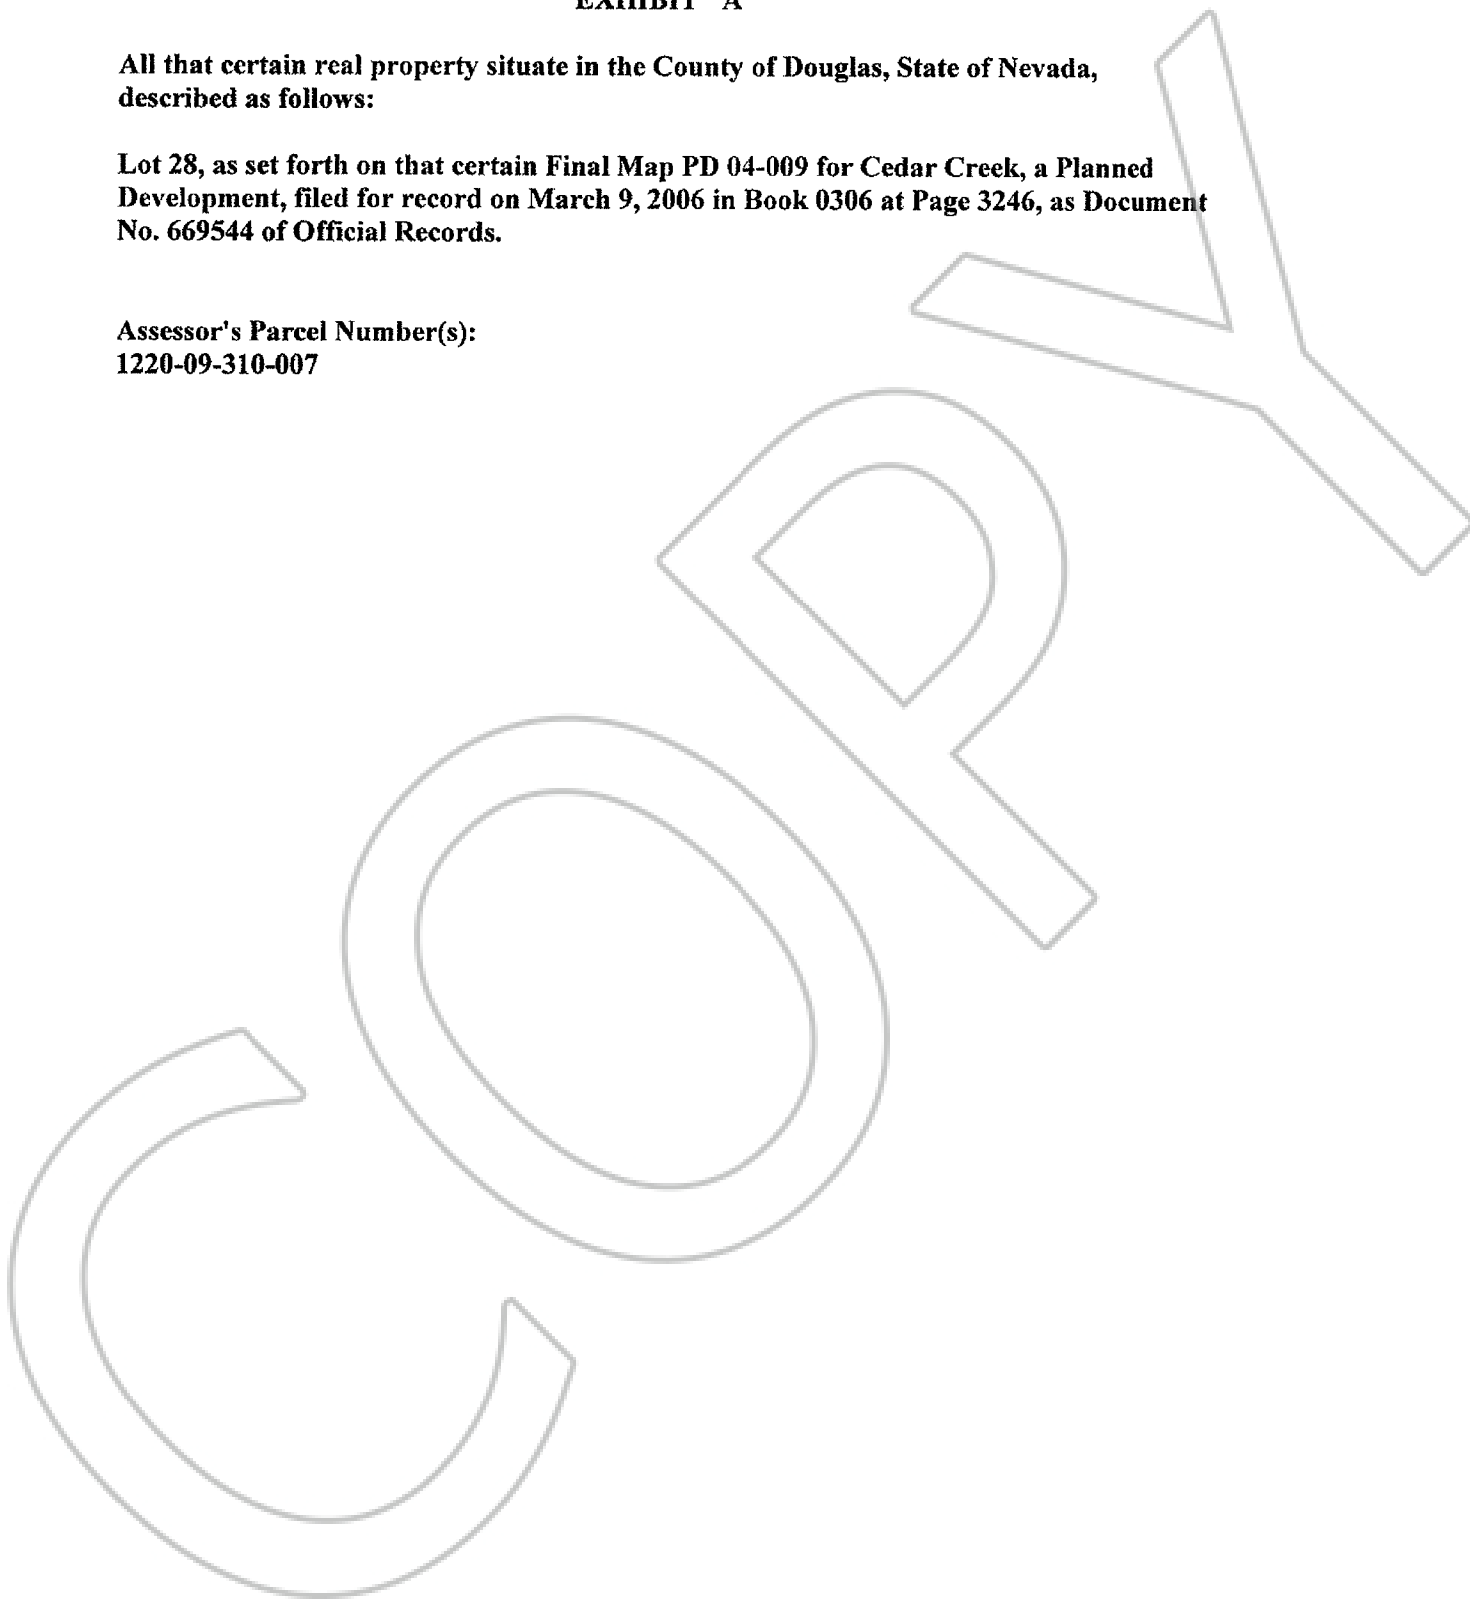 EXHIBIT "A"
All that certain real property situate in the County of Douglas, State of Nevada,
described as follows:
Lot 28, as set forth on that certain Final Map PD 04-009 for Cedar Creek, a Planned
Development, filed for record on March 9, 2006 in Book 0306 at Page 3246, as Document
No. 669544 of Official Records.
Assessor's Parcel Number(s):
1220-09-310-007
COPY